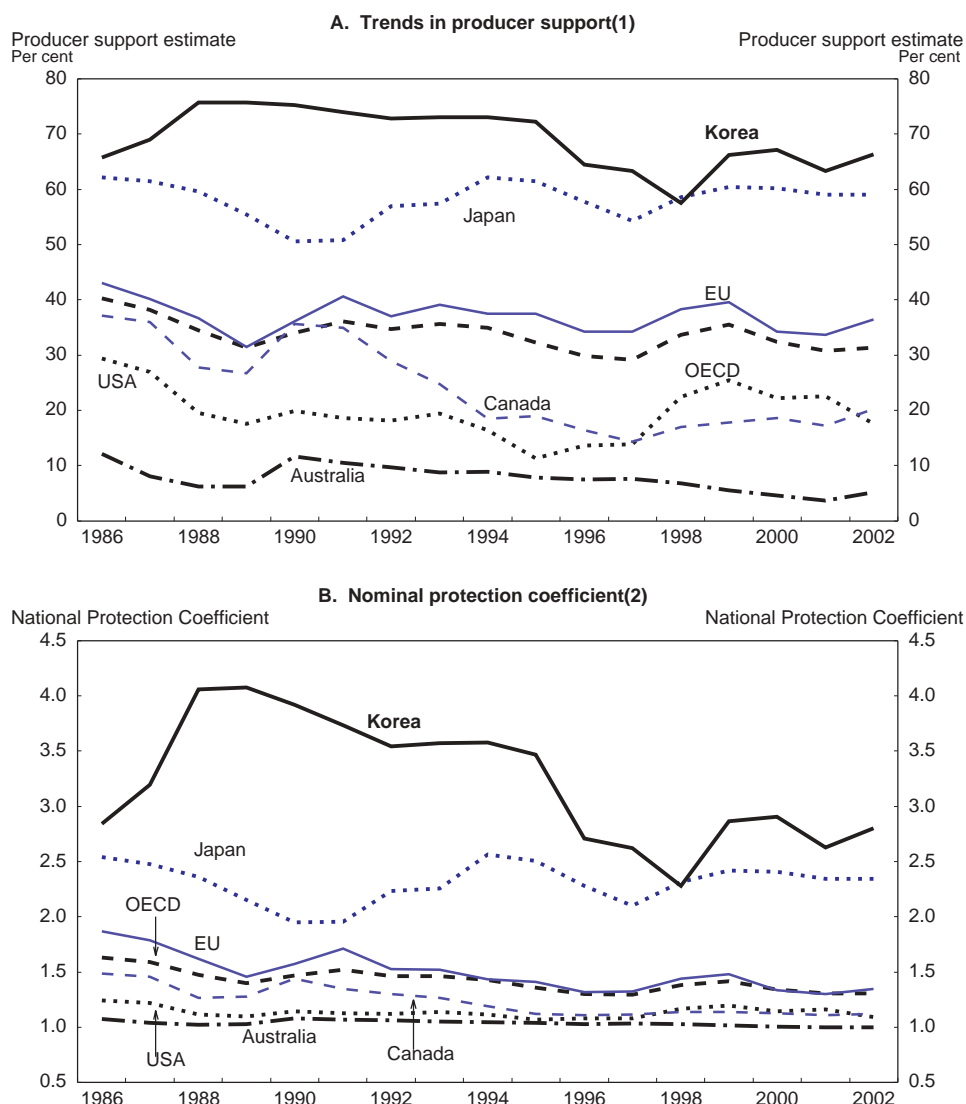 A. Trends in producer support(1)
Producer support estimate Producer support estimate
Per cent Per cent
80 80
70 70
Korea
60 60
Japan
50 50
40 40
EU
30 30
USA OECD
20 Canada 20
10 Australia 10
0 0
1986 1988 1990 1992 1994 1996 1998 2000 2002
B. Nominal protection coefficient(2)
National Protection Coefficient National Protection Coefficient
4.5 4.5
4.0 4.0
Korea
3.5 3.5
3.0 3.0
2.5 2.5
Japan
2.0 2.0
OECD
EU
1.5 1.5
1.0 1.0
Australia
USA Canada
0.5 0.5
1986 1988 1990 1992 1994 1996 1998 2000 2002